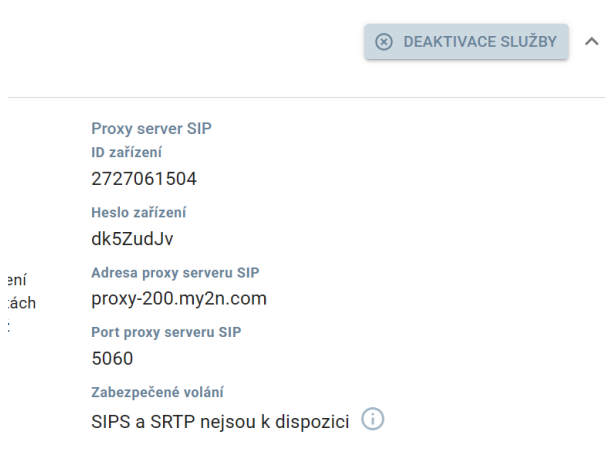 DEAKTIVACE SLUŽBY
Proxy server SIP
ID zařízení
2727061504
Heslo zařízení
dk5ZudJv
Adresa proxy serveru SIP
ení
proxy-200.my2n.com
tách
Port proxy serveru SIP
5060
Zabezpečené volání
SIPS a SRTP nejsou k dispozici